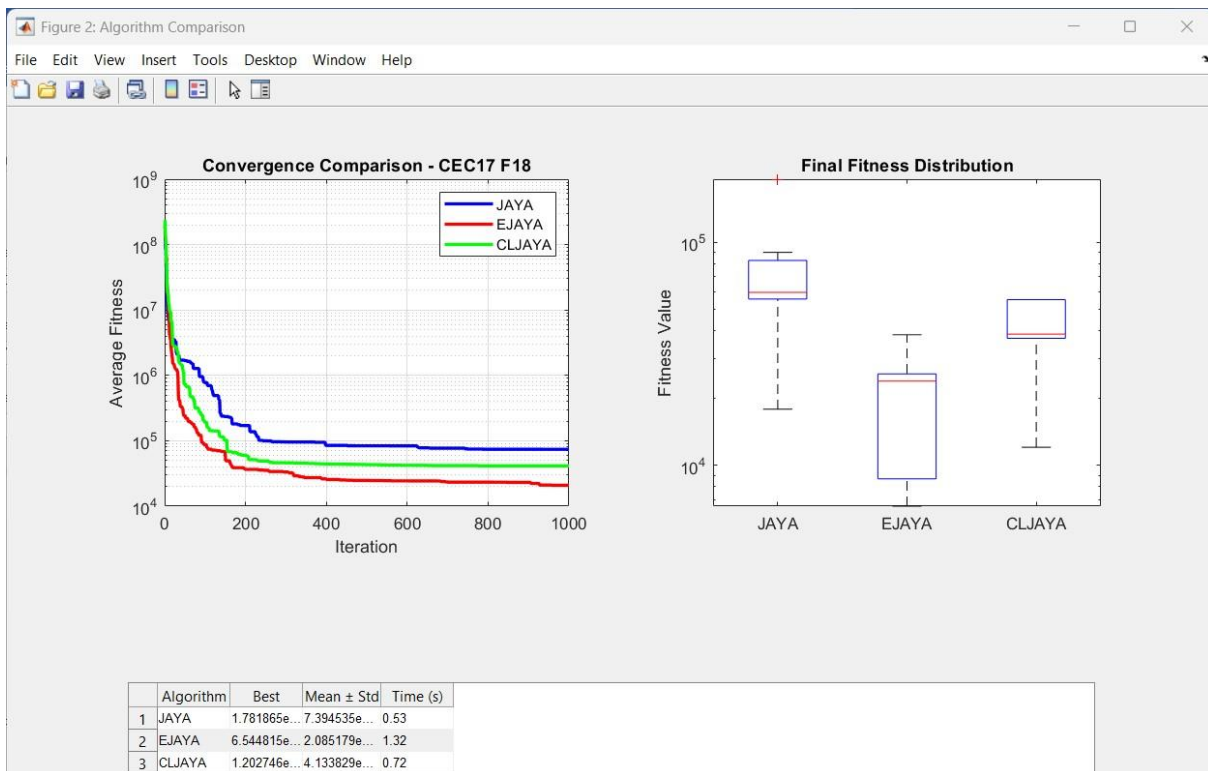 Figure 2: Algorithm Comparison
File Edit View Insert Tools Desktop Window Help
Convergence Comparison - CEC17 F18
10^9
10^8
10^7
10^6
10^5
10^4
Average Fitness
0 200 400 600 800 1000
Iteration
JAYA
EJAYA
CLJAYA
Final Fitness Distribution
10^5
10^4
Fitness Value
JAYA EJAYA CLJAYA
Algorithm Best Mean ± Std Time (s)
1 JAYA 1.781865e... 7.394535e... 0.53
2 EJAYA 6.544815e... 2.085179e... 1.32
3 CLJAYA 1.202746e... 4.133829e... 0.72